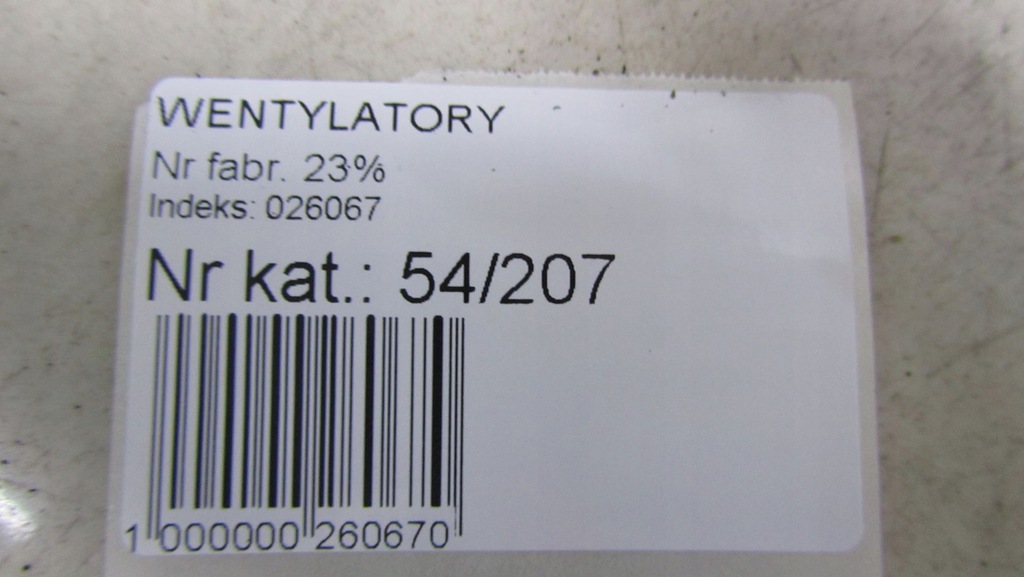 WENTYLATORY
Nr fabr. 23%
Indeks: 026067
Nr kat.: 54/207
1 000000 260670